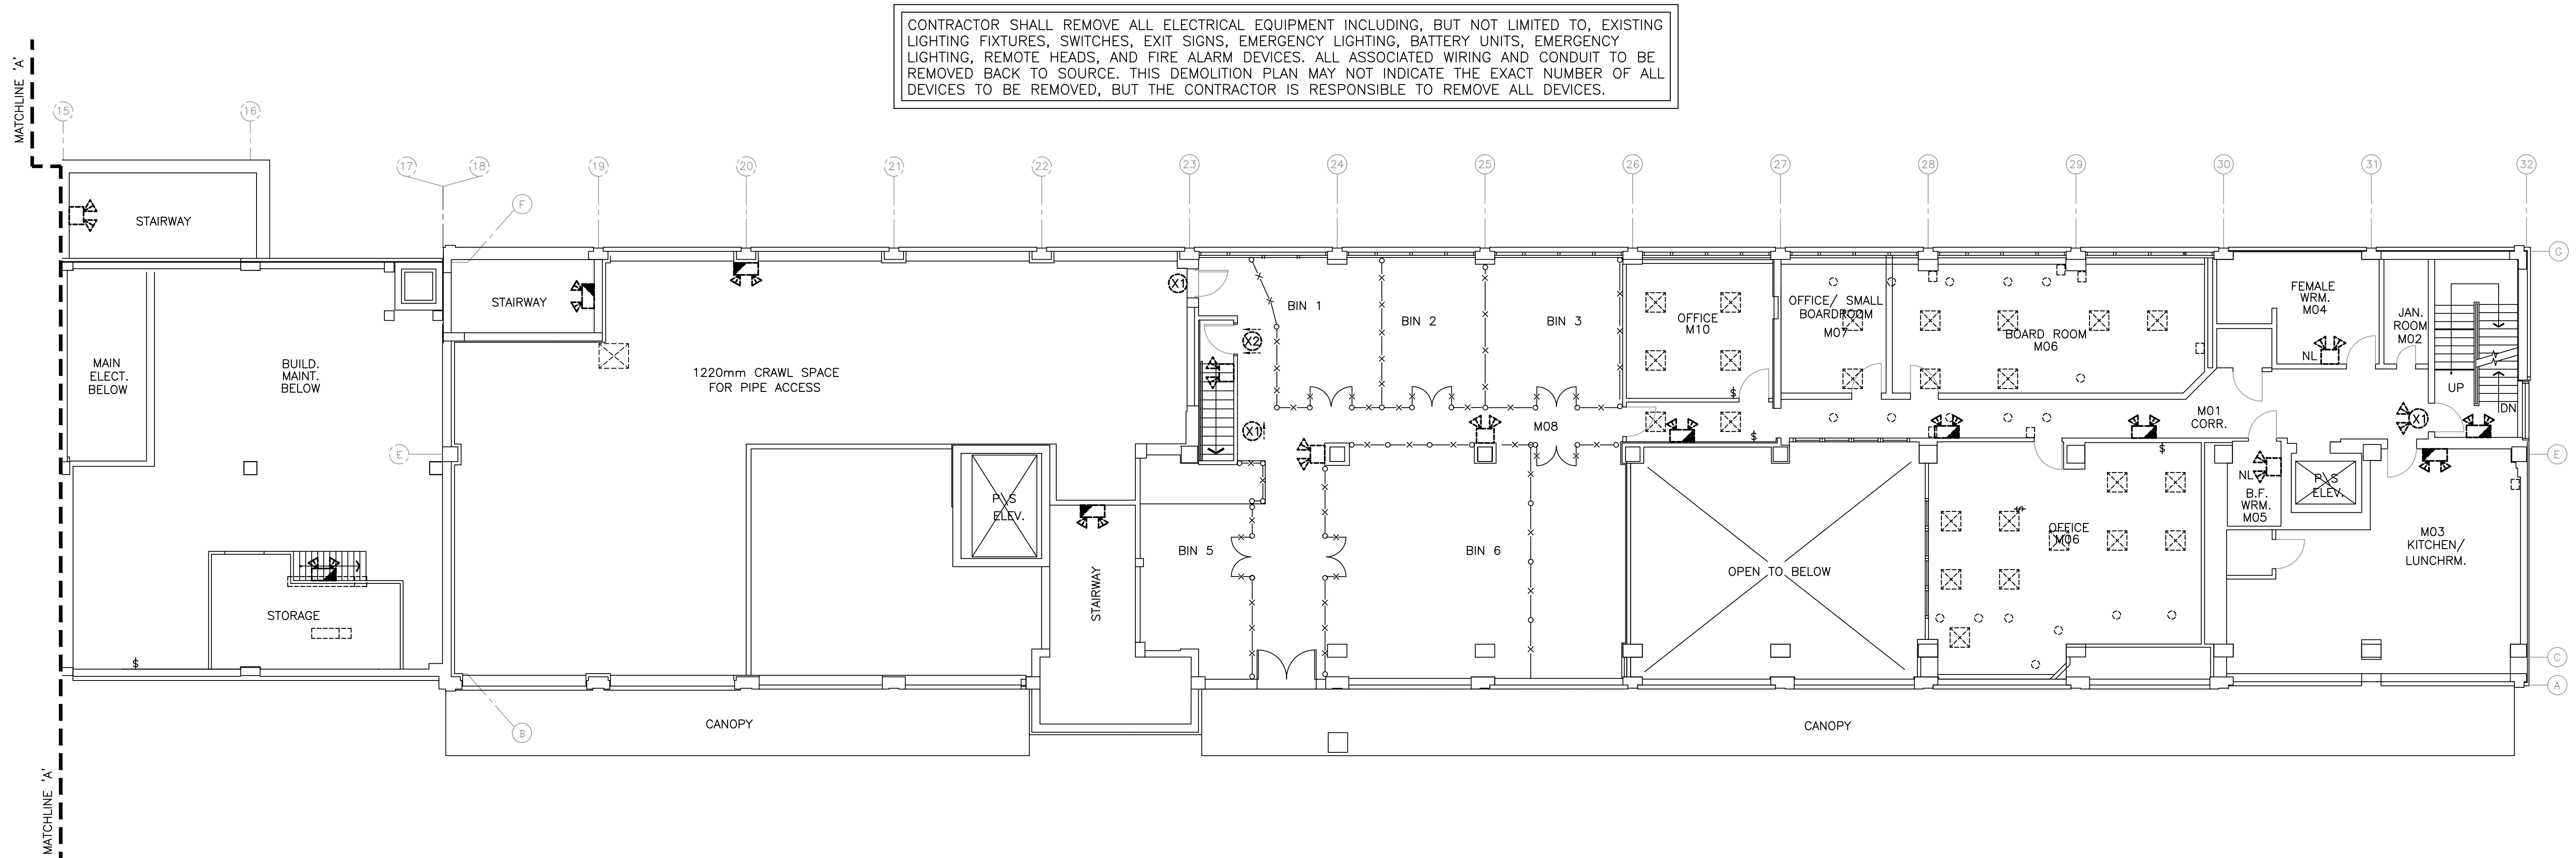 CONTRACTOR SHALL REMOVE ALL ELECTRICAL EQUIPMENT INCLUDING, BUT NOT LIMITED TO, EXISTING
LIGHTING FIXTURES, SWITCHES, EXIT SIGNS, EMERGENCY LIGHTING, BATTERY UNITS, EMERGENCY
LIGHTING, REMOTE HEADS, AND FIRE ALARM DEVICES. ALL ASSOCIATED WIRING AND CONDUIT TO BE
REMOVED BACK TO SOURCE. THIS DEMOLITION PLAN MAY NOT INDICATE THE EXACT NUMBER OF ALL
DEVICES TO BE REMOVED, BUT THE CONTRACTOR IS RESPONSIBLE TO REMOVE ALL DEVICES.
MATCHLINE 'A'
15
16
17
18
19
20
21
22
23
24
25
26
27
28
29
30
31
32
F
G
STAIRWAY
STAIRWAY
MAIN
ELECT.
BELOW
BUILD.
MAINT.
BELOW
1220mm CRAWL SPACE
FOR PIPE ACCESS
X1
X2
X1
BIN 1
BIN 2
BIN 3
OFFICE
M10
OFFICE/ SMALL
BOARDROOM
M07
BOARD ROOM
M06
FEMALE
WRM.
M04
NL
JAN.
ROOM
M02
UP
DN
M08
M01
CORR.
X1
$
$
$
E
E
P\S
ELEV.
STAIRWAY
BIN 5
BIN 6
OPEN TO BELOW
$
OFFICE
M06
NL
B.F.
WRM.
M05
P\S
ELEV.
M03
KITCHEN/
LUNCHRM.
STORAGE
$
C
A
B
CANOPY
CANOPY
MATCHLINE 'A'